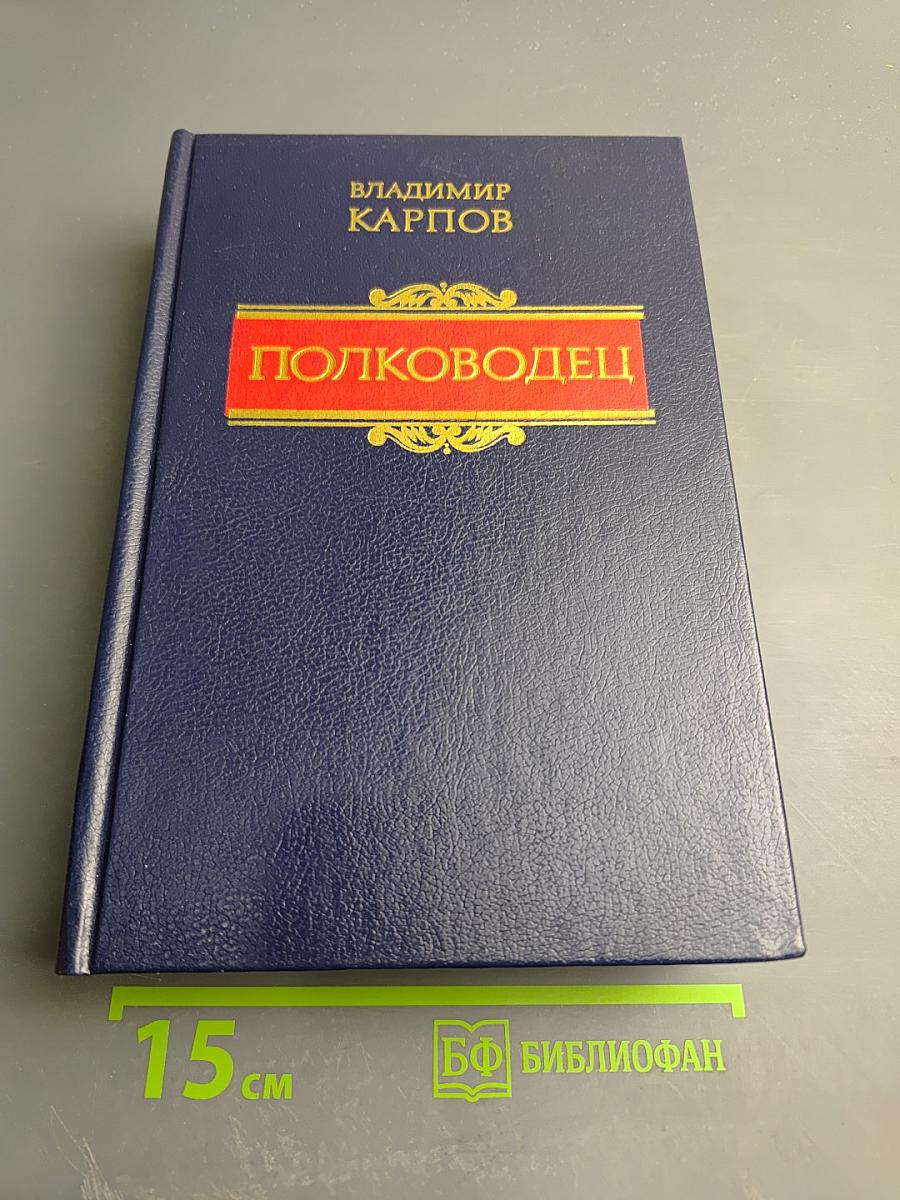 ВЛАДИМИР
КАРПОВ
ПОЛКОВОДЕЦ
15 см
БФ БИБЛИОФАН